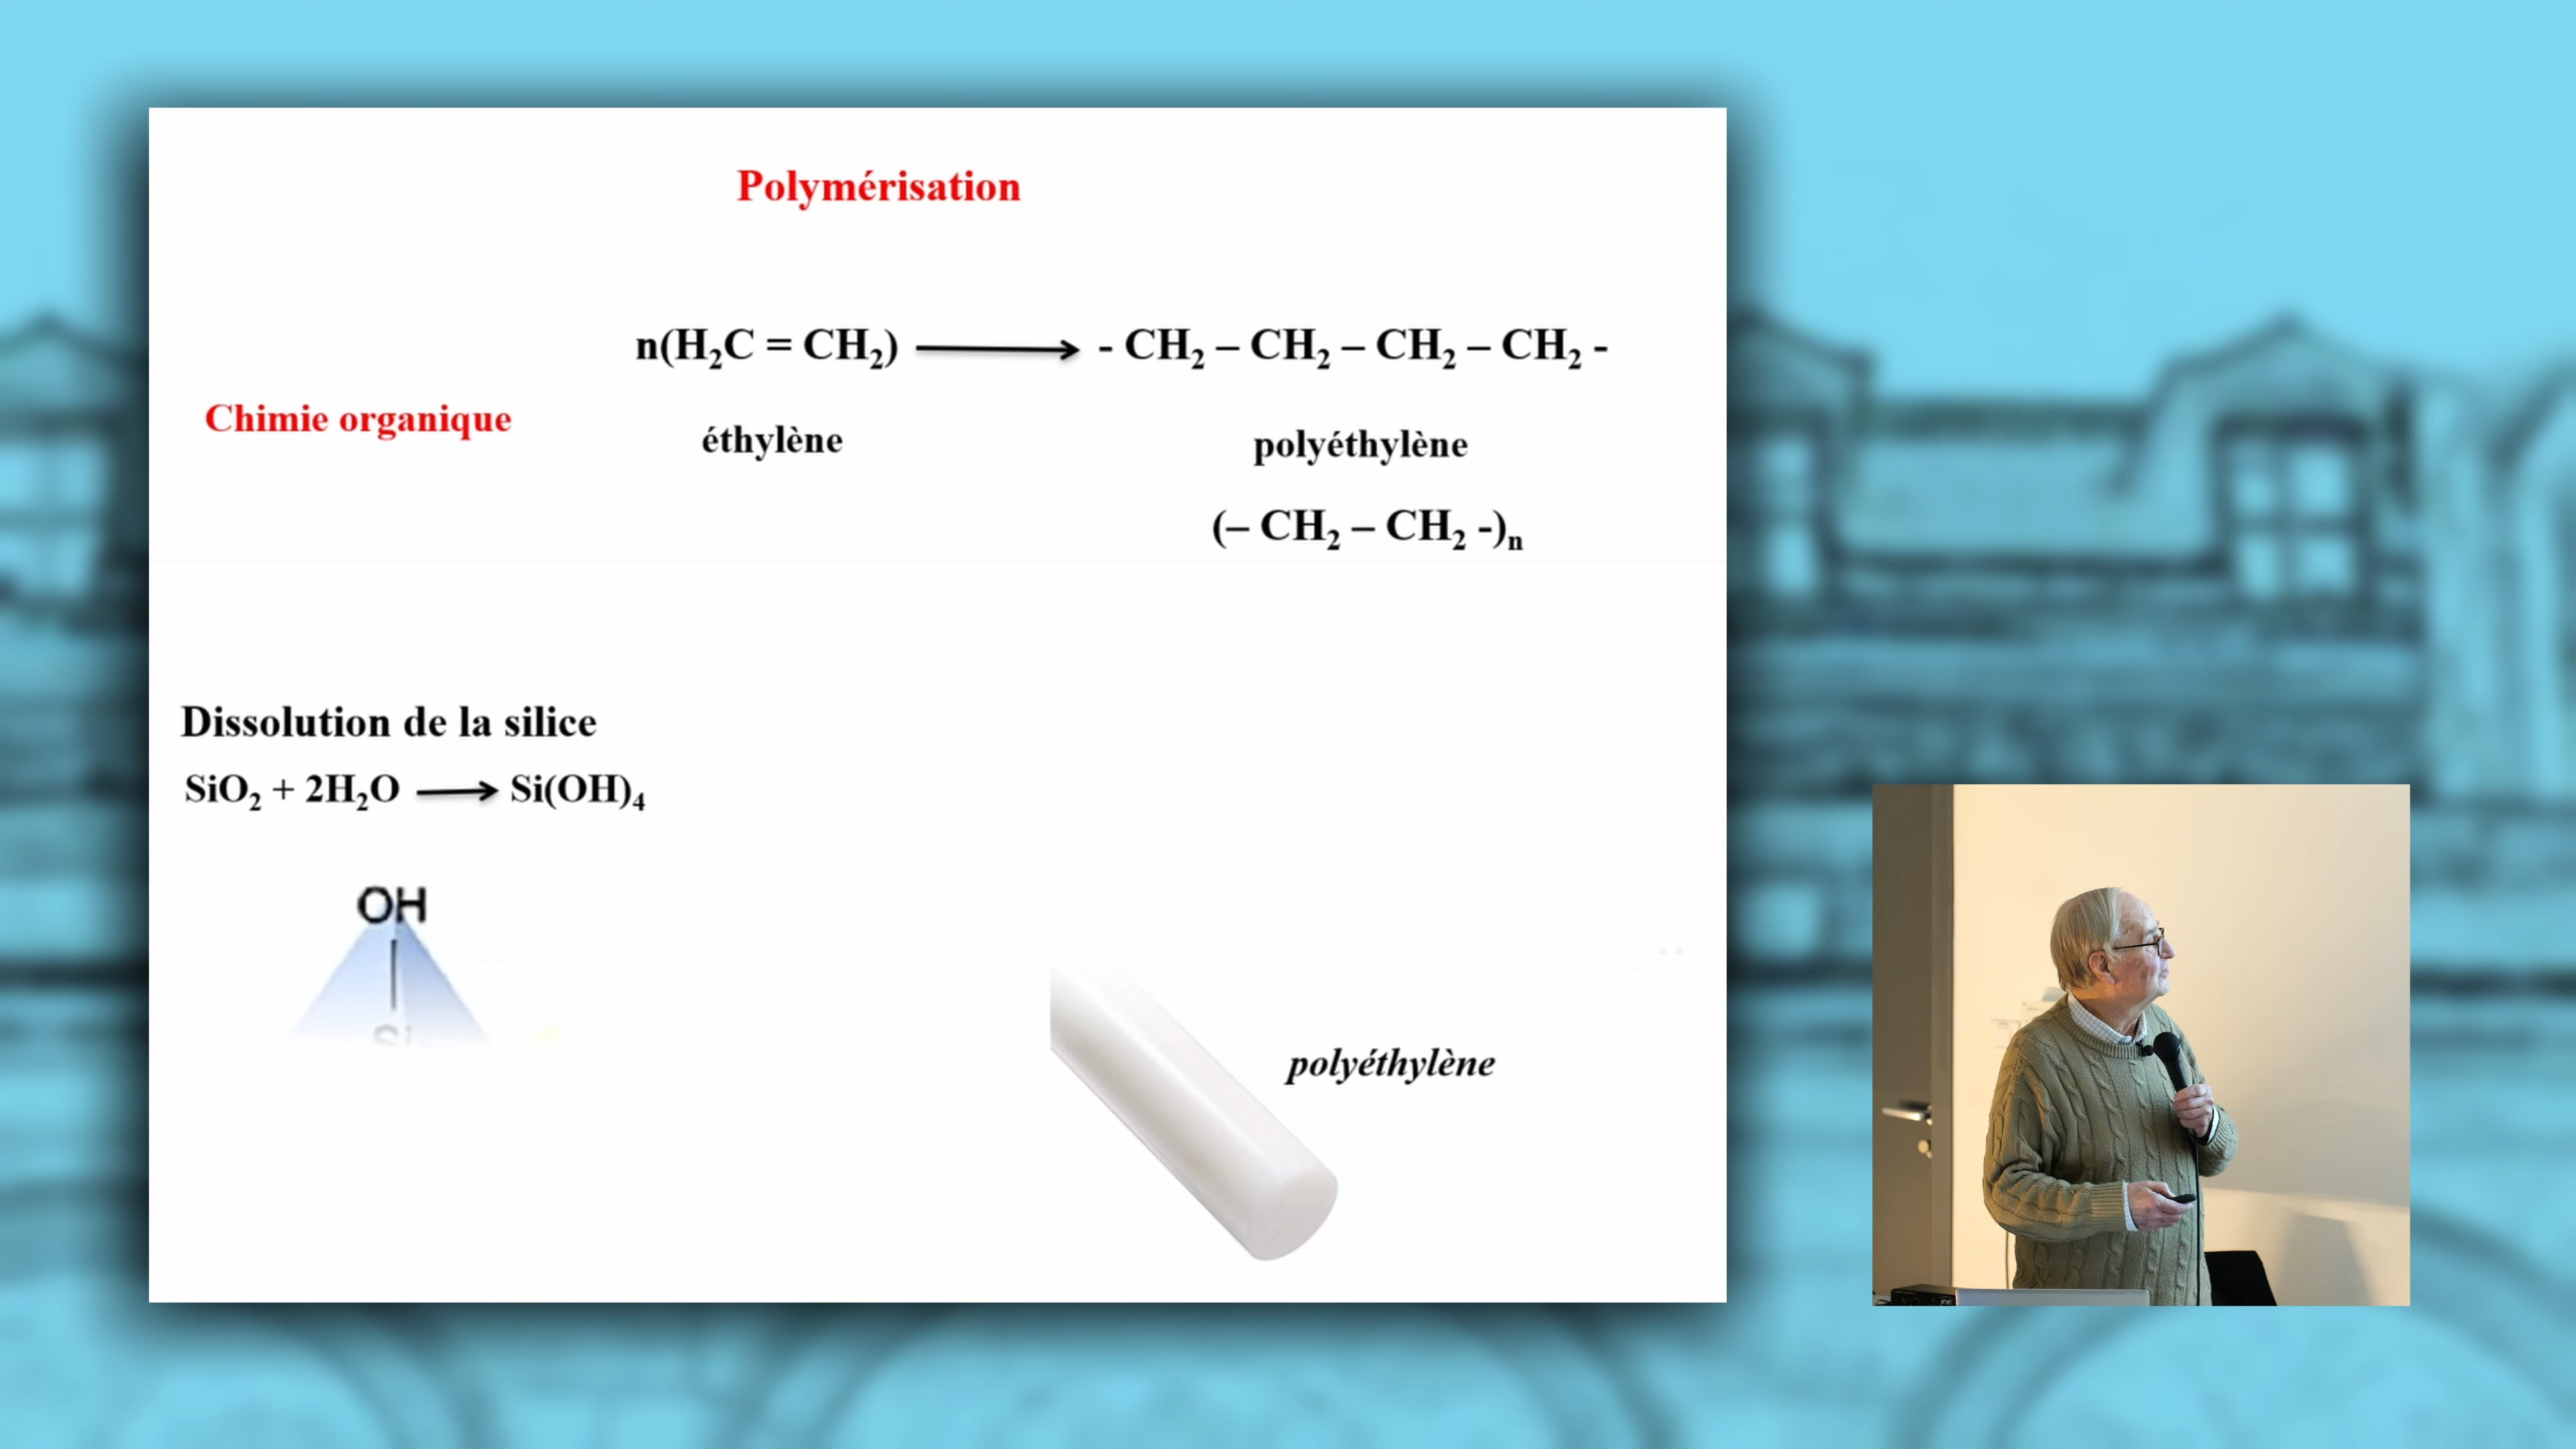 Polymérisation
n(H₂C = CH₂) ⟶ - CH₂ – CH₂ – CH₂ – CH₂ -
Chimie organique
éthylène
polyéthylène
(– CH₂ – CH₂ -)ₙ
Dissolution de la silice
SiO₂ + 2H₂O ⟶ Si(OH)₄
OH
Si
polyéthylène